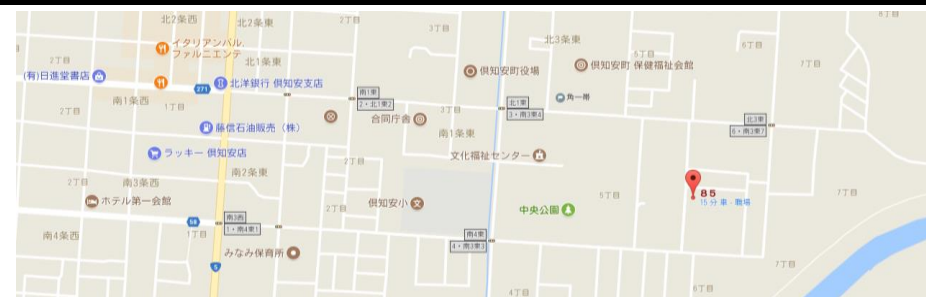 北2条西
北2条東
2丁目
3丁目
北3条東
イタリアンバル.
ファルニエンテ
2丁目
北1条東
5丁目
6丁目
7丁目
(有)日進堂書店
倶知安町役場
倶知安町 保健福祉会館
北洋銀行 倶知安支店
271
南1東
2・北1東2
角一帯
南1条西
1丁目
2丁目
3丁目
北1東
3・南3東4
合同庁舎
北3東
6・南3東7
藤信石油販売(株)
南1条東
ラッキー 倶知安店
2丁目
文化福祉センター
南2条東
2丁目
南3条西
5丁目
85
15分 車 - 職場
7丁目
ホテル第一会館
2丁目
倶知安小
中央公園
58
南3西
1・南4東1
南4条西
1丁目
南4東
4・南3東3
みなみ保育所
5
7丁目
4丁目
6丁目